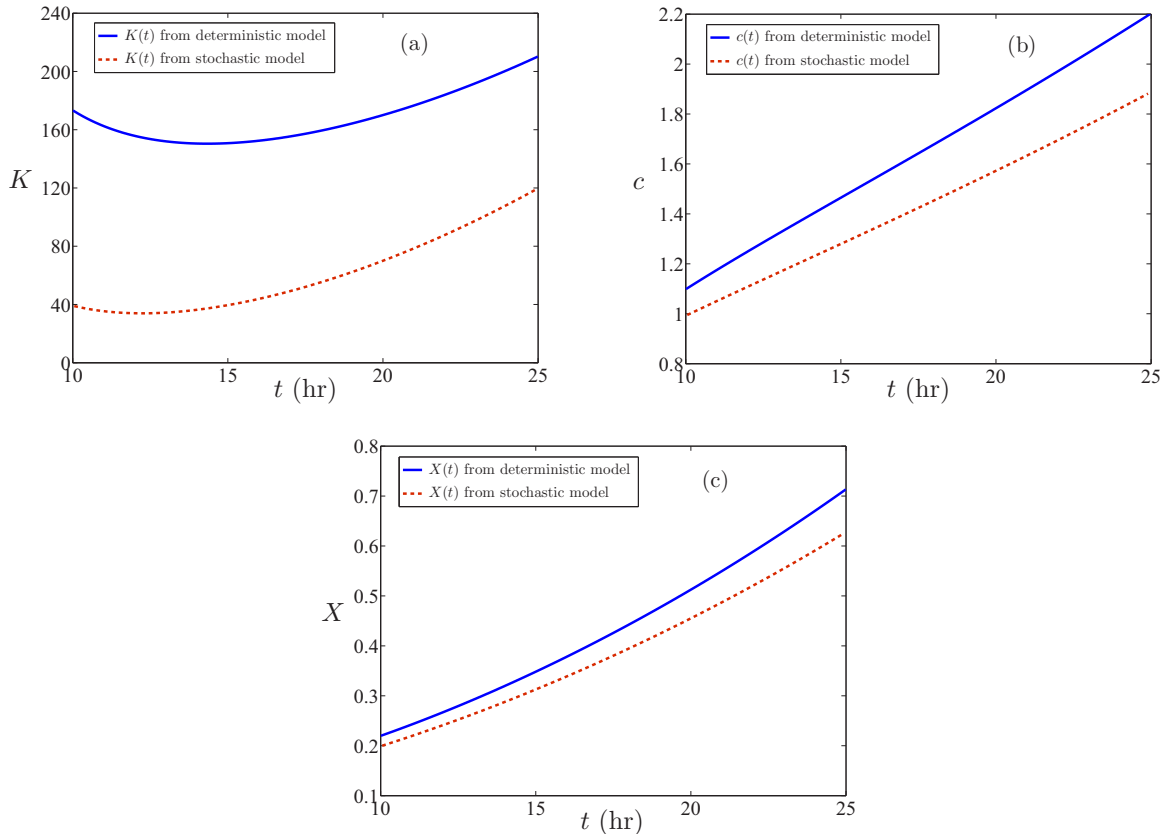 240
200
160
120
80
40
0
K
K(t) from deterministic model
K(t) from stochastic model
(a)
10 15 20 25
t (hr)
2.2
2
1.8
1.6
1.4
1.2
1
0.8
c
c(t) from deterministic model
c(t) from stochastic model
(b)
10 15 20 25
t (hr)
0.8
0.7
0.6
0.5
0.4
0.3
0.2
0.1
X
X(t) from deterministic model
X(t) from stochastic model
(c)
10 15 20 25
t (hr)